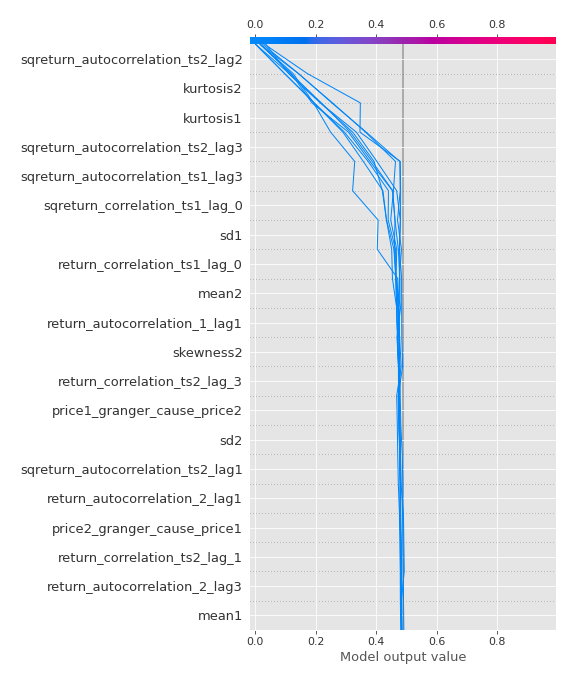 0.0 0.2 0.4 0.6 0.8
sqreturn_autocorrelation_ts2_lag2
kurtosis2
kurtosis1
sqreturn_autocorrelation_ts2_lag3
sqreturn_autocorrelation_ts1_lag3
sqreturn_correlation_ts1_lag_0
sd1
return_correlation_ts1_lag_0
mean2
return_autocorrelation_1_lag1
skewness2
return_correlation_ts2_lag_3
price1_granger_cause_price2
sd2
sqreturn_autocorrelation_ts2_lag1
return_autocorrelation_2_lag1
price2_granger_cause_price1
return_correlation_ts2_lag_1
return_autocorrelation_2_lag3
mean1
0.0 0.2 0.4 0.6 0.8
Model output value